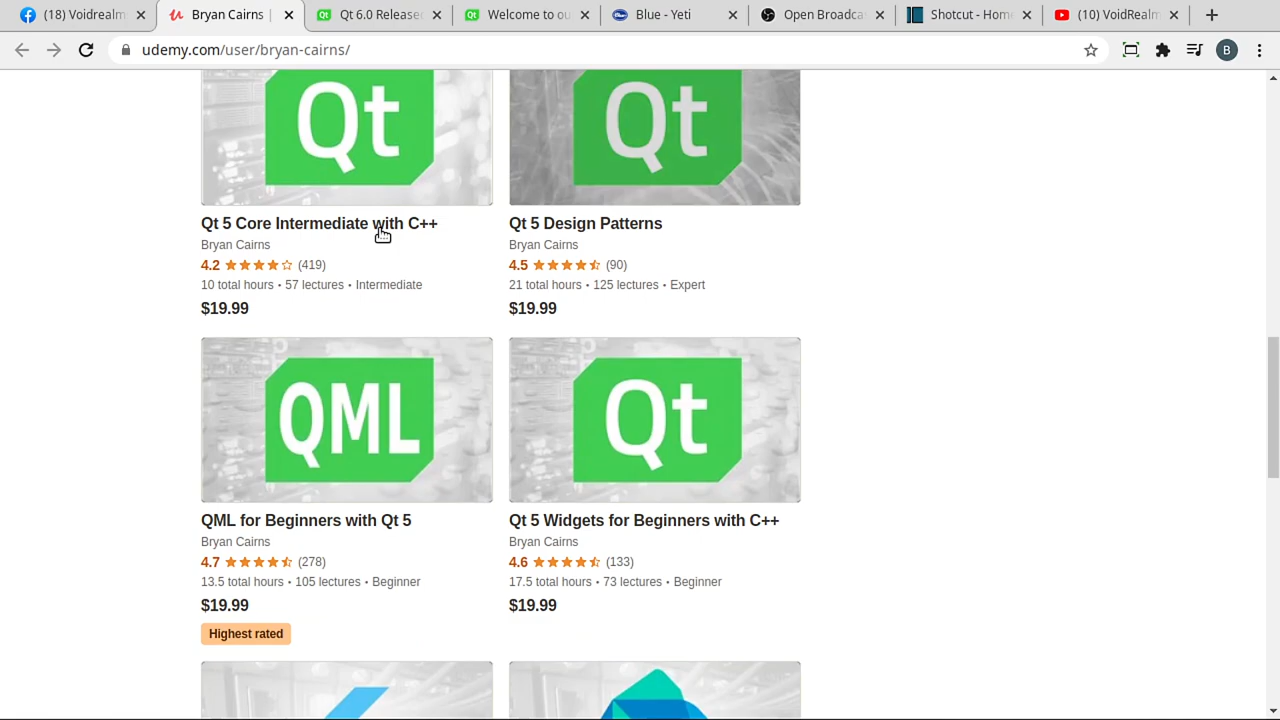 (18) Voidrealm
Bryan Cairns |
Qt 6.0 Released
Welcome to ou
Blue - Yeti
Open Broadca
Shotcut - Home
(10) VoidRealm
udemy.com/user/bryan-cairns/
B
Qt
Qt
Qt 5 Core Intermediate with C++
Qt 5 Design Patterns
Bryan Cairns
Bryan Cairns
4.2 (419)
4.5 (90)
10 total hours • 57 lectures • Intermediate
21 total hours • 125 lectures • Expert
$19.99
$19.99
QML
Qt
QML for Beginners with Qt 5
Qt 5 Widgets for Beginners with C++
Bryan Cairns
Bryan Cairns
4.7 (278)
4.6 (133)
13.5 total hours • 105 lectures • Beginner
17.5 total hours • 73 lectures • Beginner
$19.99
$19.99
Highest rated